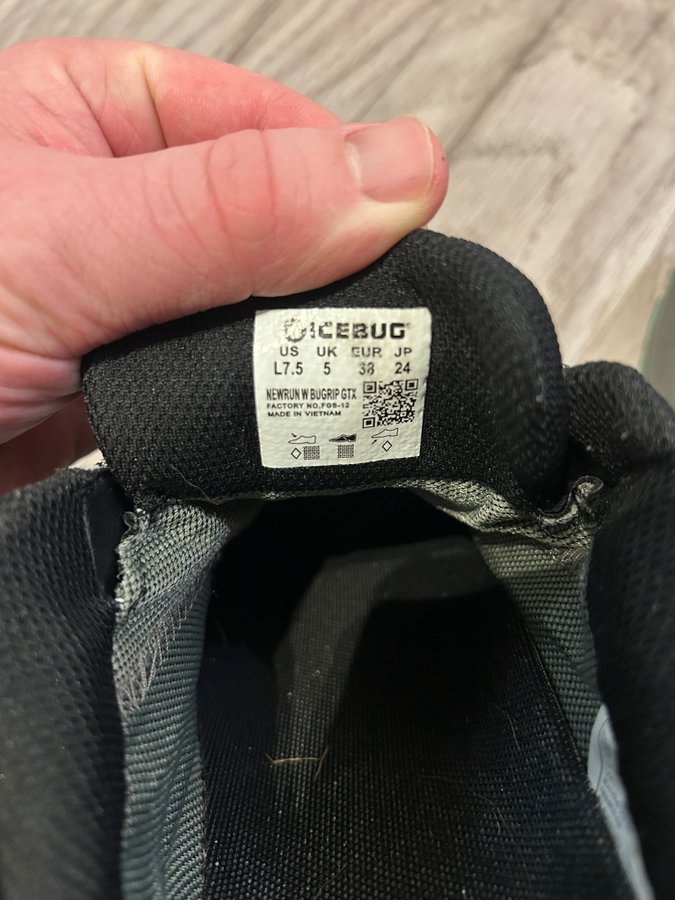 ICEBUG®
US UK EUR JP
L7.5 5 38 24
NEWRUN W BUGRIP GTX
FACTORY NO.FGS-12
MADE IN VIETNAM